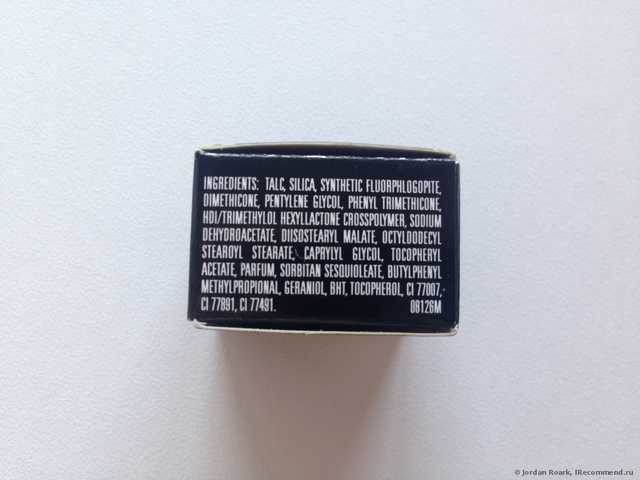 INGREDIENTS: TALC, SILICA, SYNTHETIC FLUORPHLOGOPITE,
DIMETHICONE, PENTYLENE GLYCOL, PHENYL TRIMETHICONE,
HDI/TRIMETHYLOL HEXYLLACTONE CROSSPOLYMER, SODIUM
DEHYDROACETATE, DIISOSTEARYL MALATE, OCTYLDODECYL
STEAROYL STEARATE, CAPRYLYL GLYCOL, TOCOPHERYL
ACETATE, PARFUM, SORBITAN SESQUIOLEATE, BUTYLPHENYL
METHYLPROPIONAL, GERANIOL, BHT, TOCOPHEROL, CI 77007,
CI 77891, CI 77491. 08126M
© Jordan Roark, IRecommend.ru